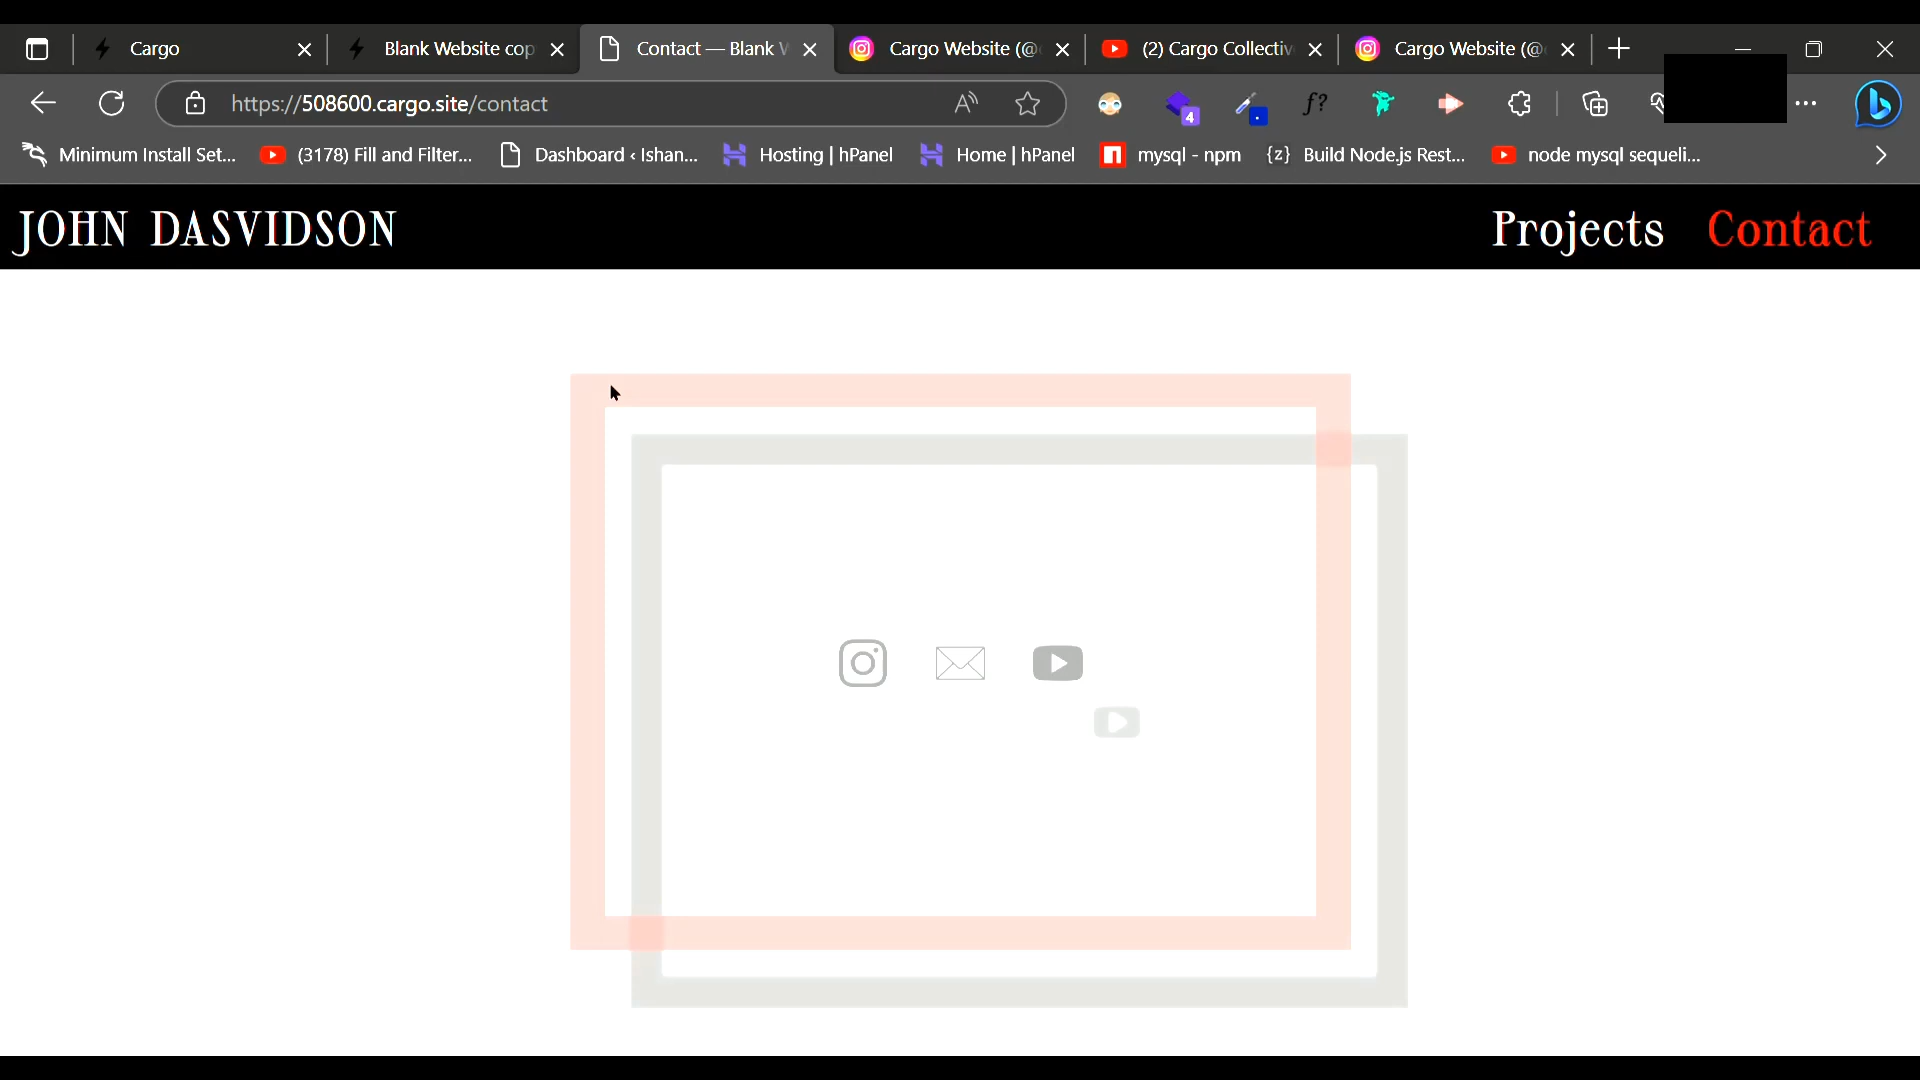 Cargo
Blank Website cop
Contact — Blank W
Cargo Website (@
(2) Cargo Collectiv
Cargo Website (@
https://508600.cargo.site/contact
A
4
f?
Minimum Install Set...
(3178) Fill and Filter...
Dashboard ‹ Ishan...
Hosting | hPanel
Home | hPanel
mysql - npm
{z}
Build Node.js Rest...
node mysql sequeli...
JOHN DASVIDSON
Projects
Contact